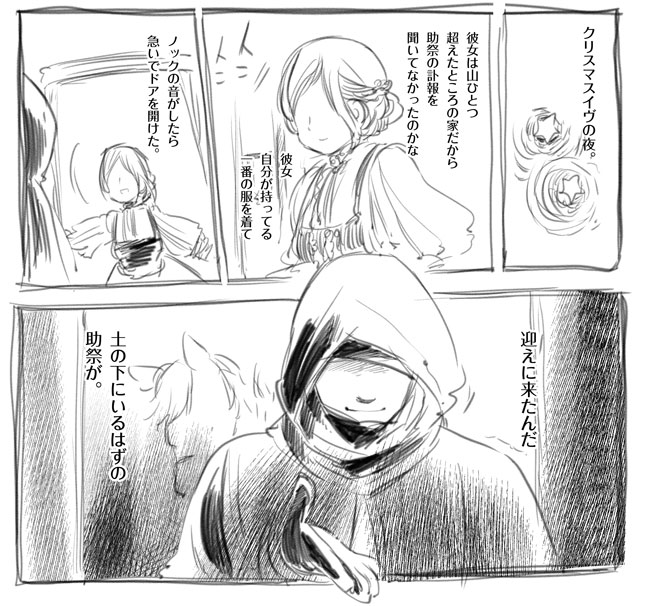 クリスマスイヴの夜。
彼女は山ひとつ
超えたところの家だから
助祭の訃報を
聞いてなかったのかな
彼女
自分が持ってる
一番の服を着て
ノックの音がしたら
急いでドアを開けた。
迎えに来たんだ
土の下にいるはずの
助祭が。